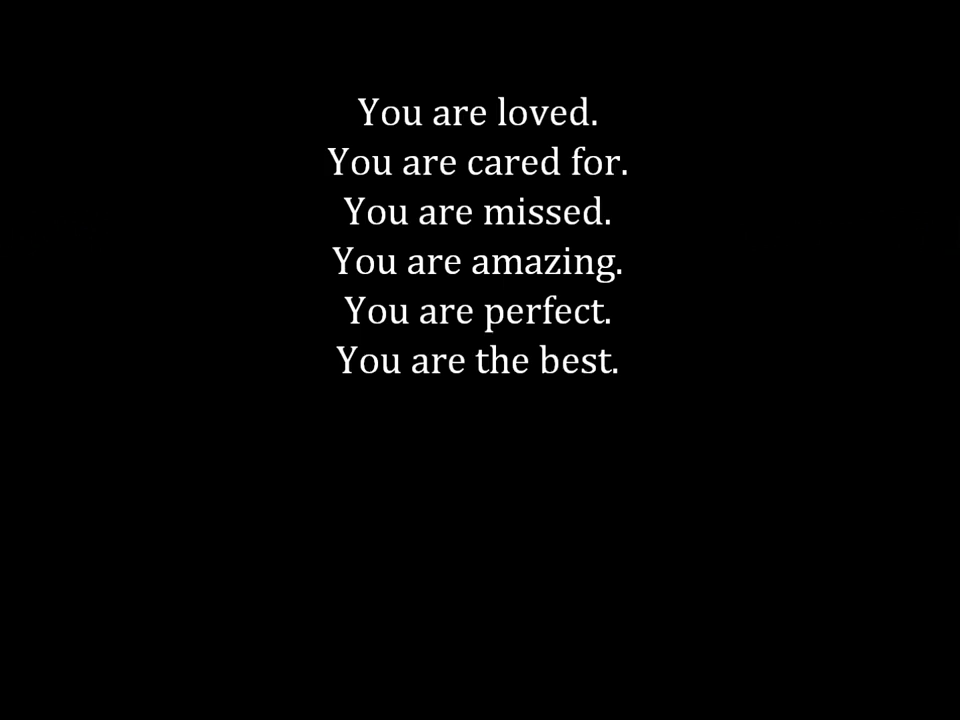 You are loved.
You are cared for.
You are missed.
You are amazing.
You are perfect.
You are the best.